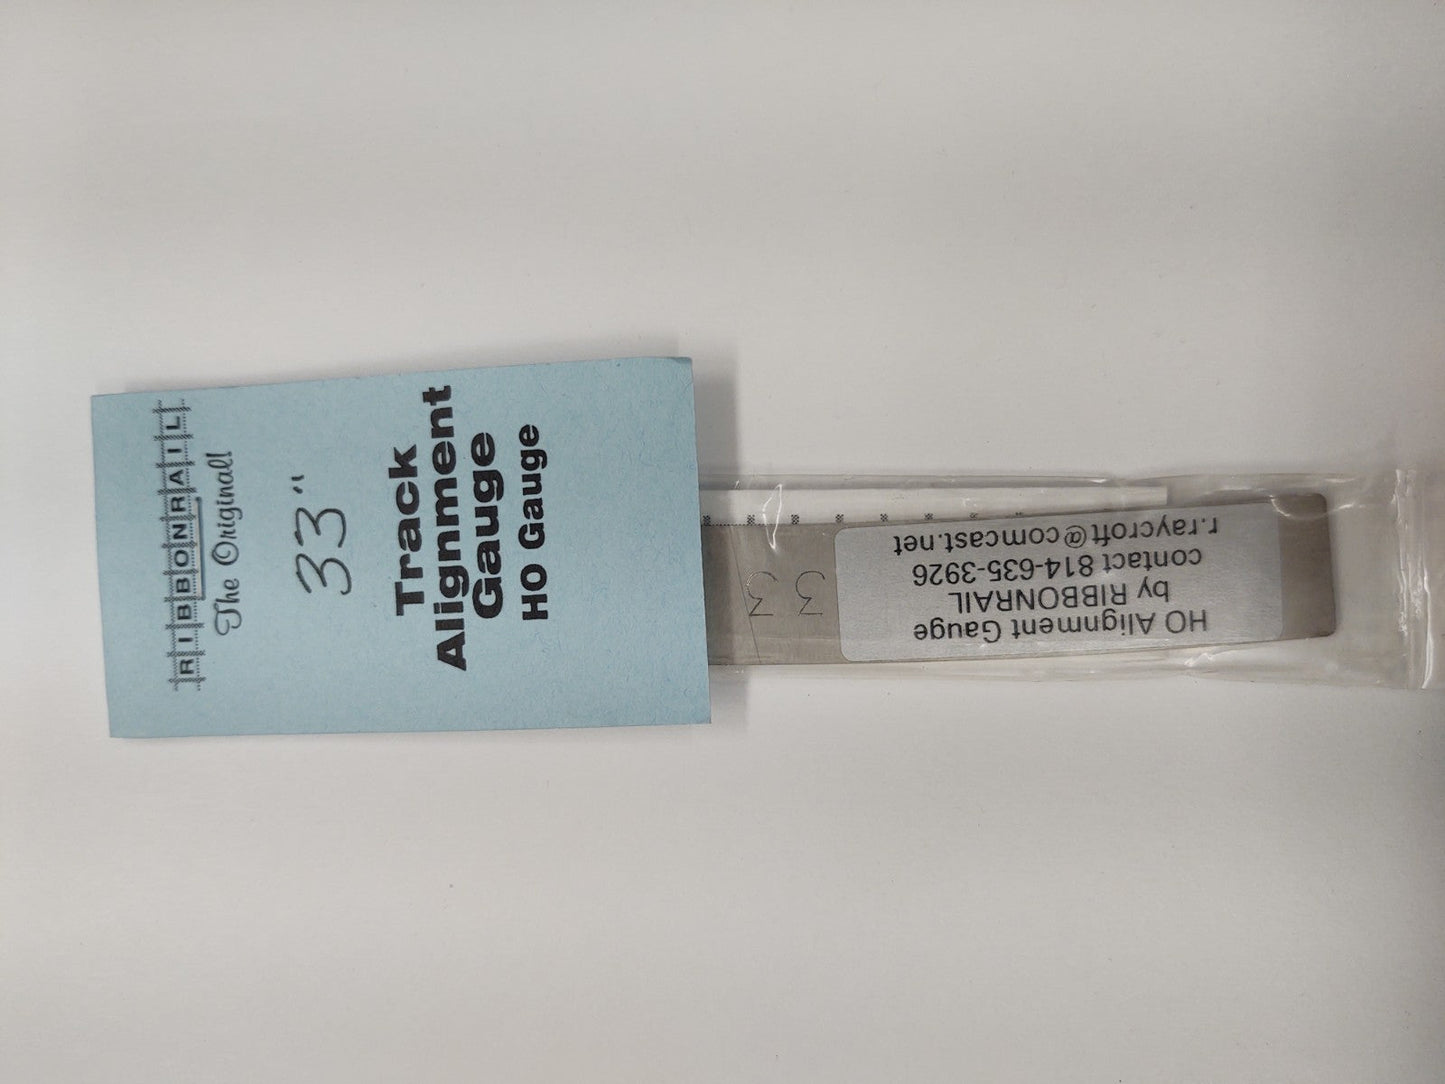 RIBBONRAIL
The Original!
33"
Track
Alignment
Gauge
HO Gauge
33
HO Alignment Gauge
by RIBBONRAIL
contact 814-635-3926
r.raycroft@comcast.net